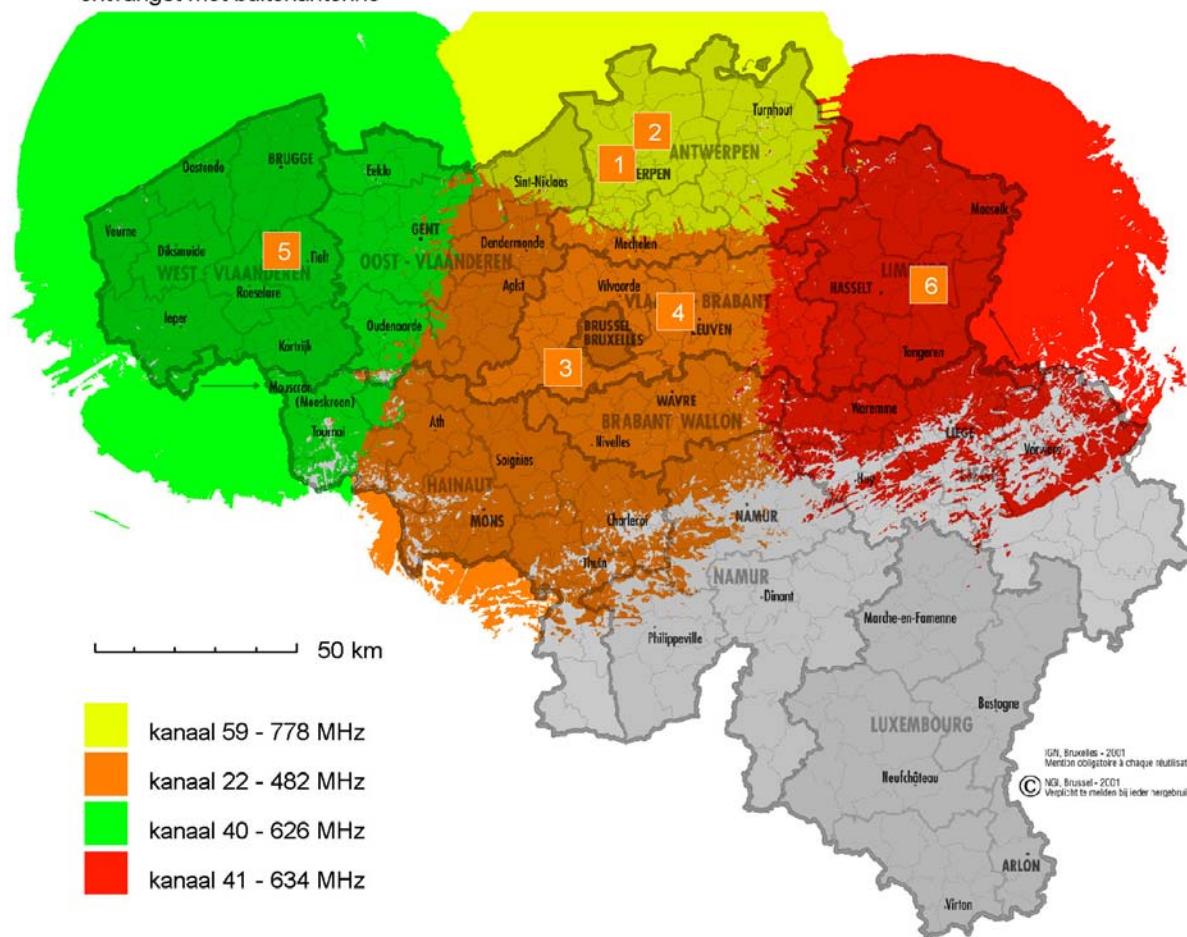 ontvangst met buitenantenne
Turnhout
2
ANTWERPEN
1
ERPEN
Sint-Niklaas
Oostende
BRUGGE
Eeklo
Maaseik
Veurne
Diksmuide
5
Tielt
GENT
Dendermonde
Mechelen
WEST - VLAANDEREN
OOST - VLAANDEREN
Aalst
Vilvoorde
VLAA
BRABANT
HASSELT
LIM
6
Roeselare
4
LEUVEN
Ieper
Oudenaarde
BRUSSEL
BRUXELLES
Kortrijk
3
Tongeren
Mouscron
(Moeskroen)
WAVRE
Waremme
Tournai
Ath
BRABANT WALLON
Nivelles
LIEGE
Verviers
Soignies
Huy
HAINAUT
MONS
Charleroi
NAMUR
Thuin
NAMUR
Dinant
Marche-en-Famenne
Philippeville
50 km
Bastogne
LUXEMBOURG
kanaal 59 - 778 MHz
kanaal 22 - 482 MHz
kanaal 40 - 626 MHz
kanaal 41 - 634 MHz
IGN, Bruxelles - 2001
Mention obligatoire à chaque réutilisat
Neufchâteau
© NGI, Brussel - 2001
Verplicht te melden bij ieder hergebruil
ARLON
Virton